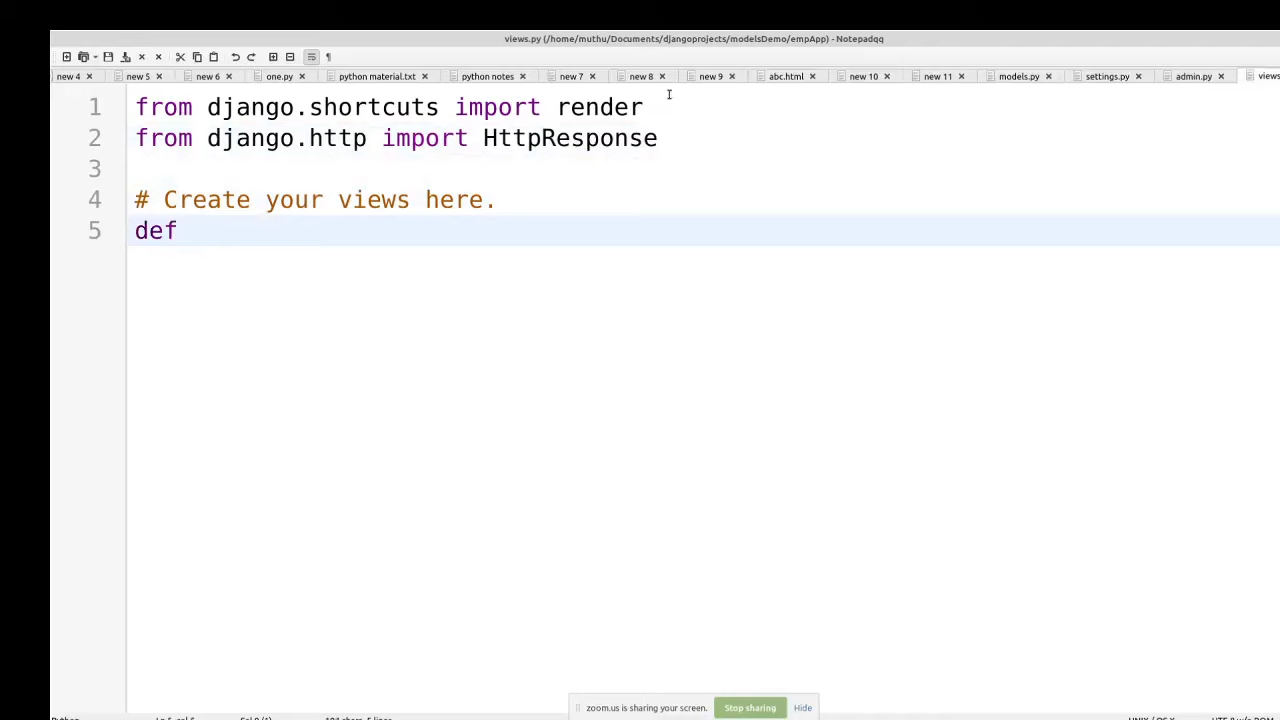 views.py (/home/muthu/Documents/djangoprojects/modelsDemo/empApp) - Notepadqq
new 4 new 5 new 6 one.py python material.txt python notes new 7 new 8 new 9 abc.html new 10 new 11 models.py settings.py admin.py views
1 from django.shortcuts import render
2 from django.http import HttpResponse
3
4 # Create your views here.
5 def
zoom.us is sharing your screen. Stop sharing Hide